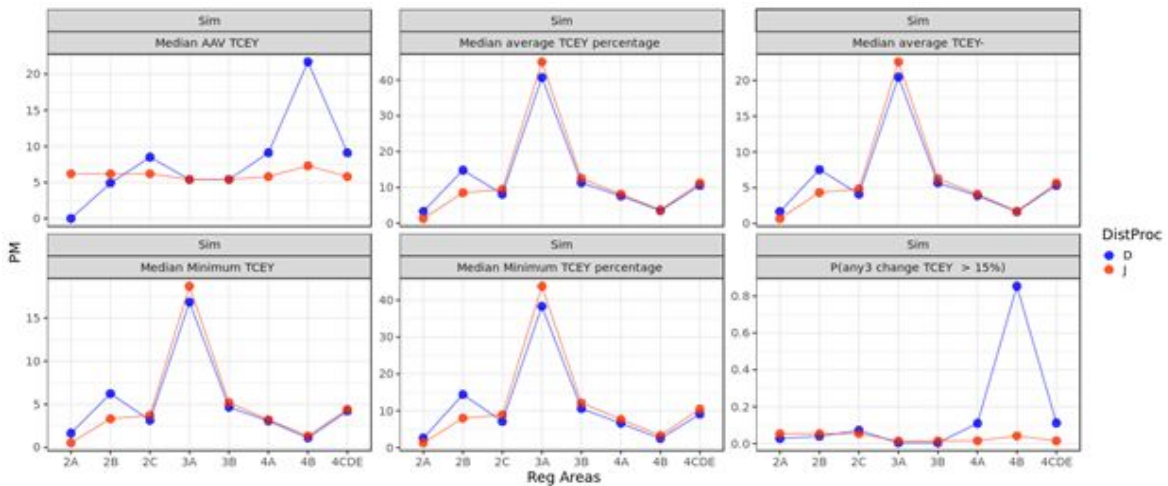 Sim Sim Sim
Median AAV TCEY Median average TCEY percentage Median average TCEY-
20
15
10
5
0
40
30
20
10
0
20
15
10
5
0
PM
Sim Sim Sim
Median Minimum TCEY Median Minimum TCEY percentage P(any3 change TCEY > 15%)
15
10
5
0
40
30
20
10
0
0.8
0.6
0.4
0.2
0.0
2A 2B 2C 3A 3B 4A 4B 4CDE 2A 2B 2C 3A 3B 4A 4B 4CDE 2A 2B 2C 3A 3B 4A 4B 4CDE
Reg Areas
DistProc
D
J